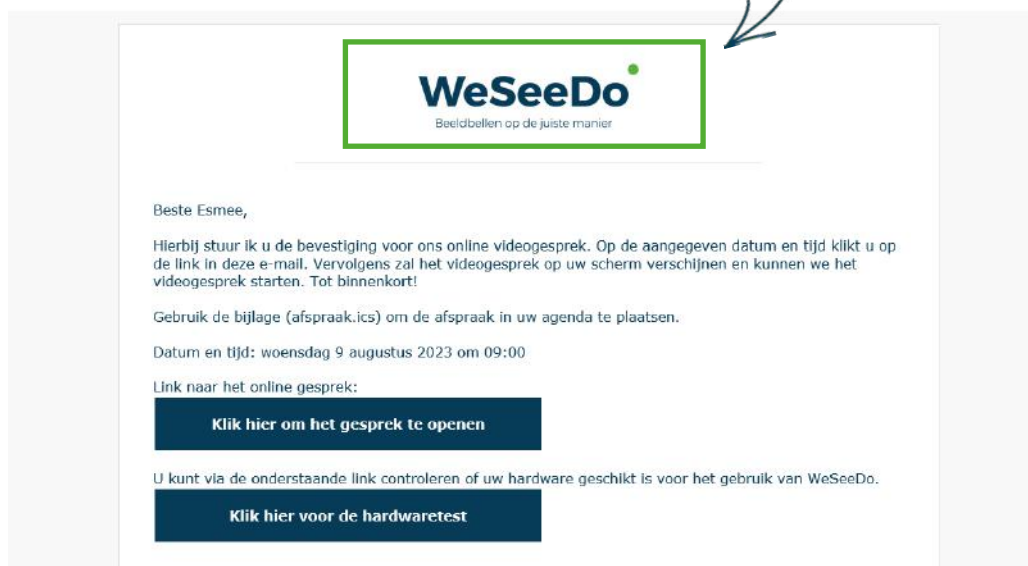 WeSeeDo
Beeldbellen op de juiste manier
Beste Esmee,
Hierbij stuur ik u de bevestiging voor ons online videogesprek. Op de aangegeven datum en tijd klikt u op
de link in deze e-mail. Vervolgens zal het videogesprek op uw scherm verschijnen en kunnen we het
videogesprek starten. Tot binnenkort!
Gebruik de bijlage (afspraak.ics) om de afspraak in uw agenda te plaatsen.
Datum en tijd: woensdag 9 augustus 2023 om 09:00
Link naar het online gesprek:
Klik hier om het gesprek te openen
U kunt via de onderstaande link controleren of uw hardware geschikt is voor het gebruik van WeSeeDo.
Klik hier voor de hardwaretest